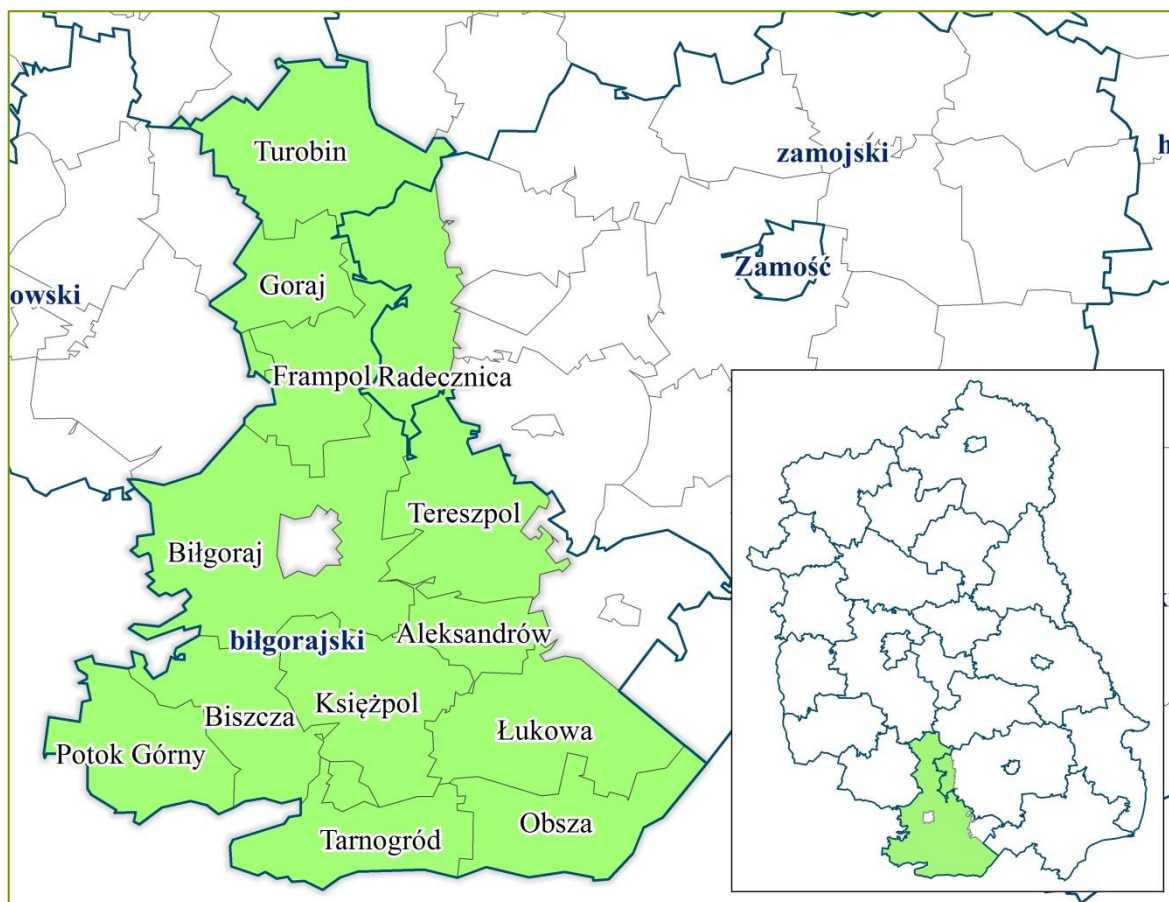 Turobin
zamojski
h
Zamość
Goraj
owski
Frampol
Radecznica
Tereszpol
Biłgoraj
biłgorajski
Aleksandrów
Księżpol
Biszcza
Łukowa
Potok Górny
Obsza
Tarnogród